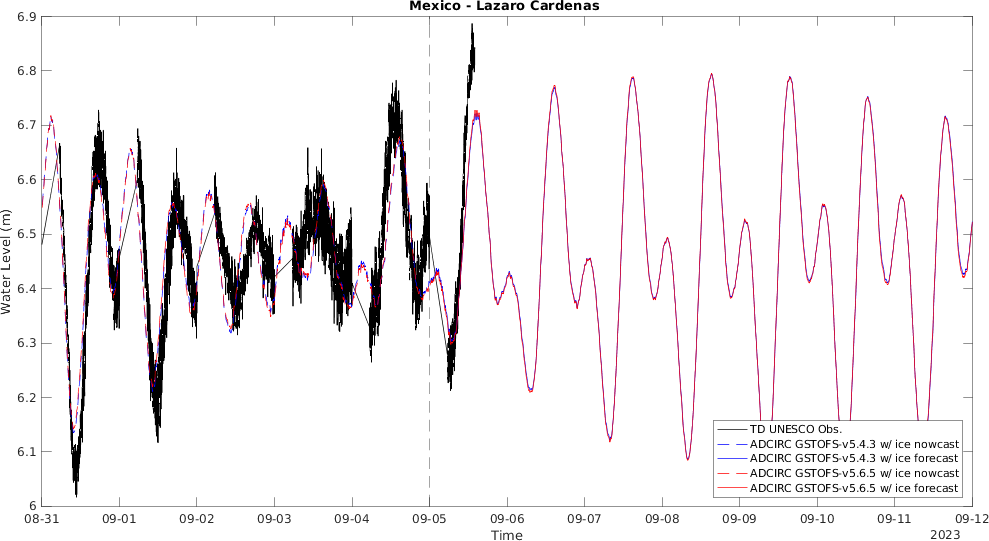 Mexico - Lazaro Cardenas
6.9
6.8
6.7
6.6
6.5
6.4
6.3
6.2
6.1
6
Water Level (m)
TD UNESCO Obs.
ADCIRC GSTOFS-v5.4.3 w/ ice nowcast
ADCIRC GSTOFS-v5.4.3 w/ ice forecast
ADCIRC GSTOFS-v5.6.5 w/ ice nowcast
ADCIRC GSTOFS-v5.6.5 w/ ice forecast
08-31 09-01 09-02 09-03 09-04 09-05 09-06 09-07 09-08 09-09 09-10 09-11 09-12
Time
2023